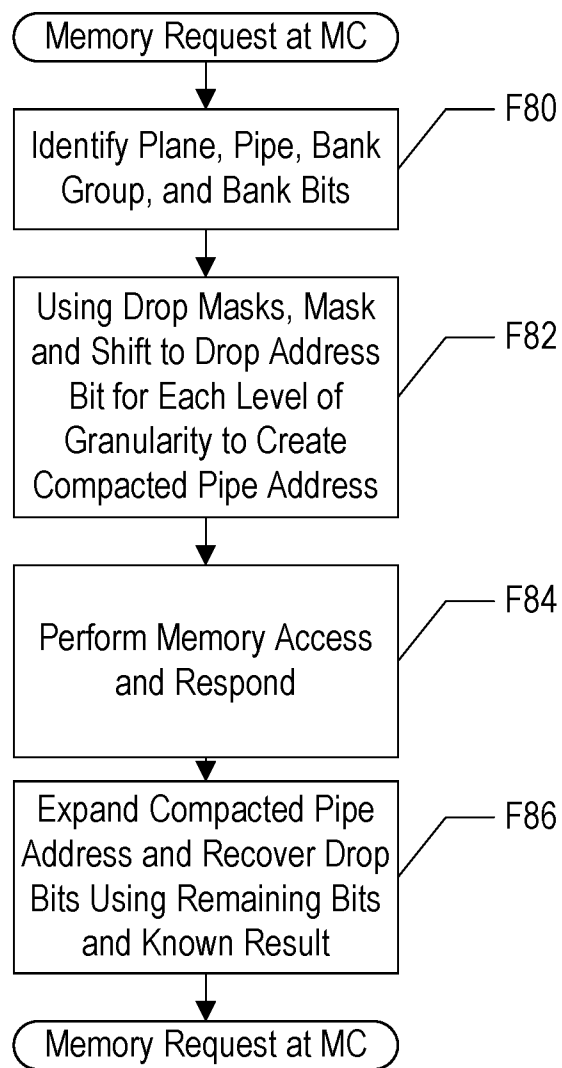 Memory Request at MC
F80
Identify Plane, Pipe, Bank
Group, and Bank Bits
Using Drop Masks, Mask
and Shift to Drop Address
F82
Bit for Each Level of
Granularity to Create
Compacted Pipe Address
F84
Perform Memory Access
and Respond
Expand Compacted Pipe
F86
Address and Recover Drop
Bits Using Remaining Bits
and Known Result
Memory Request at MC